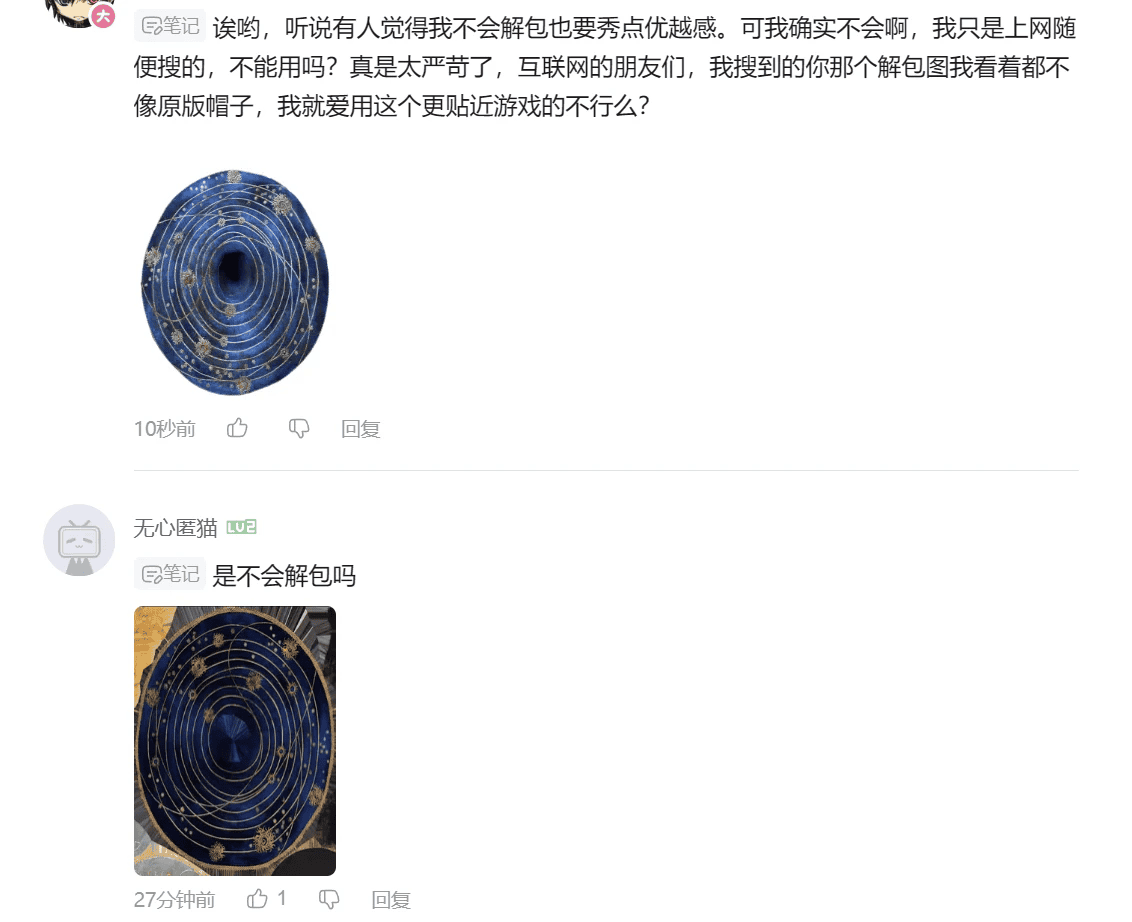 大
笔记 诶哟，听说有人觉得我不会解包也要秀点优越感。可我确实不会啊，我只是上网随
便搜的，不能用吗？真是太严苛了，互联网的朋友们，我搜到的你那个解包图我看着都不
像原版帽子，我就爱用这个更贴近游戏的不行么？
10秒前 回复
无心匿猫 LV2
笔记 是不会解包吗
27分钟前 1 回复